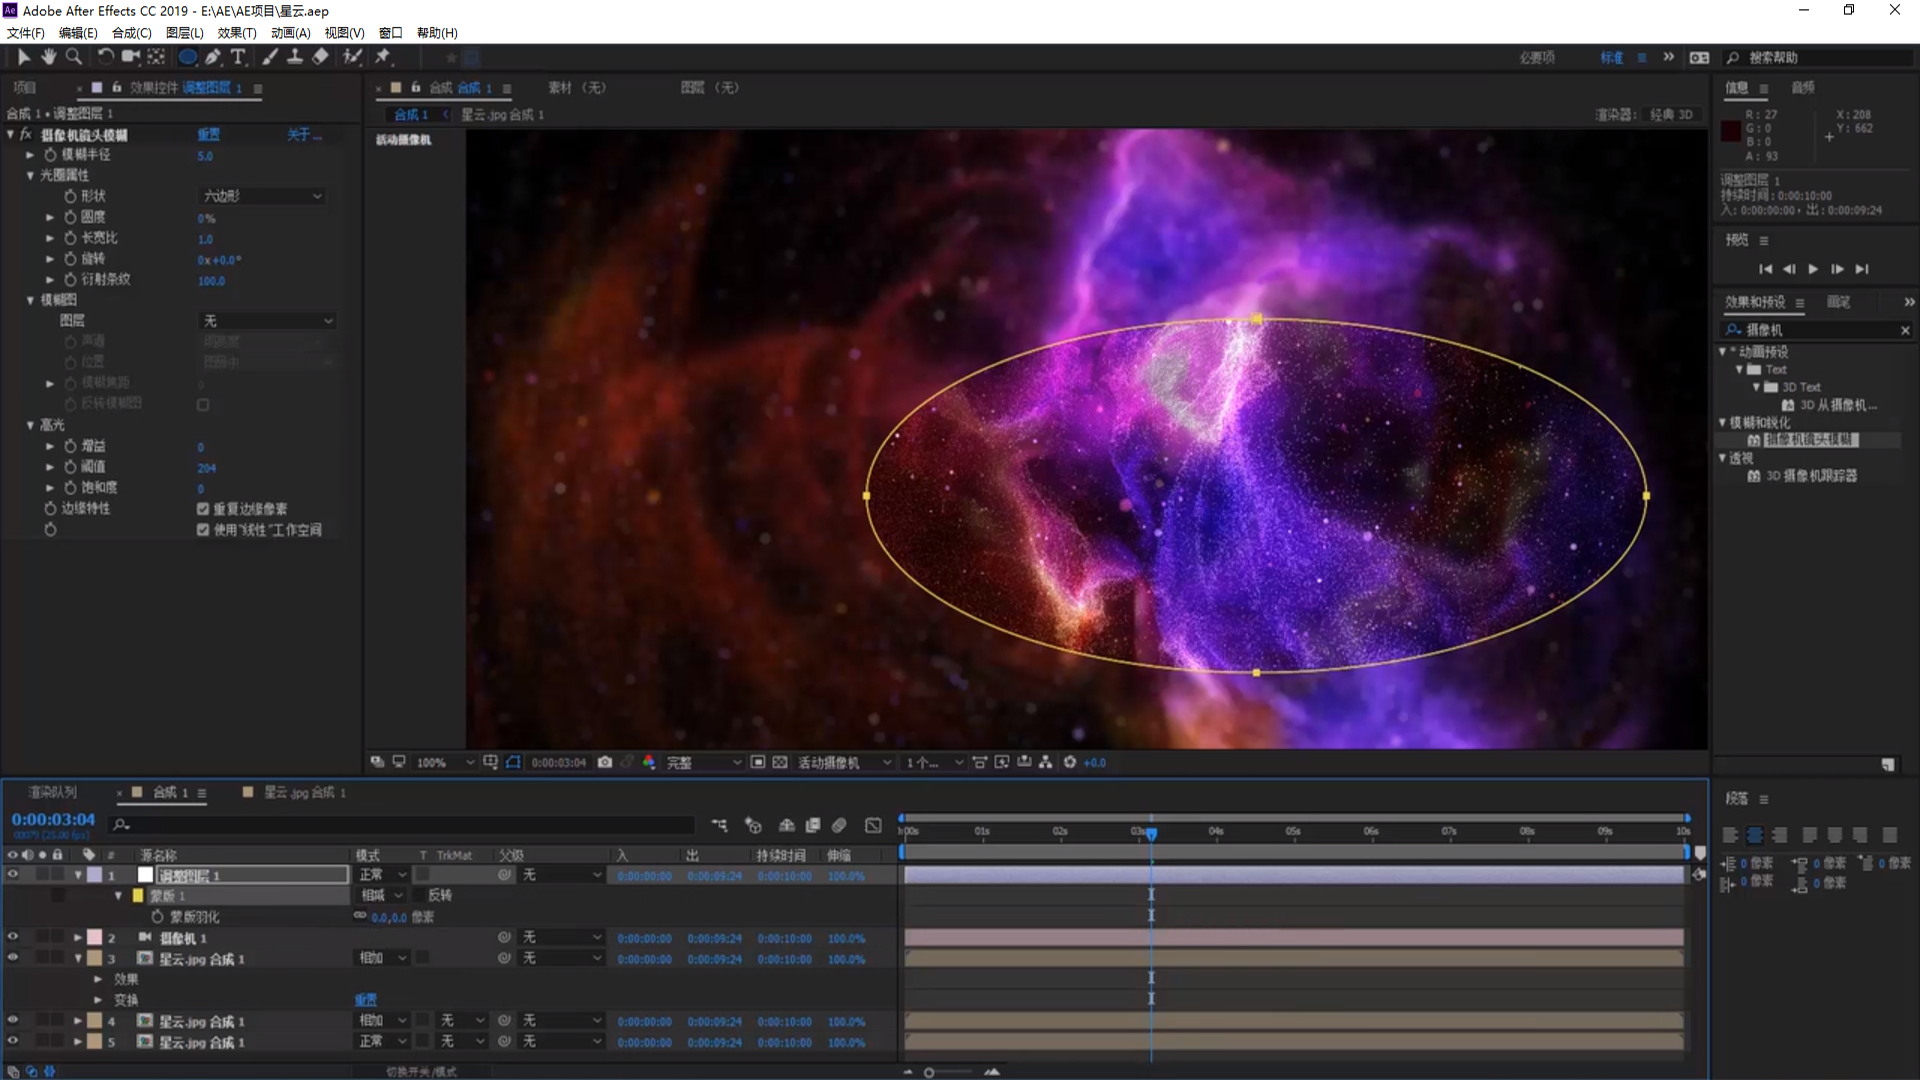 Adobe After Effects CC 2019 - E:\AE\AE项目\星云.aep
文件(F) 编辑(E) 合成(C) 图层(L) 效果(T) 动画(A) 视图(V) 窗口 帮助(H)
必要项 标准 搜索帮助
项目 效果控件 调整图层 1
合成 合成 1 素材 (无) 图层 (无)
信息 音频
合成 1 • 调整图层 1
合成 1 星云.jpg 合成 1
渲染器: 经典 3D
fx 摄像机镜头模糊 重置 关于...
模糊半径 5.0
光圈属性
形状 六边形
圆度 0%
长宽比 1.0
旋转 0x+0.0°
衍射条纹 100.0
模糊图
图层 无
声道 明亮度
位置
模糊焦距 0
反转模糊图
高光
增益 0
阈值 204
饱和度 0
边缘特性 重复边缘像素
使用"线性"工作空间
活动摄像机
R: 27
G: 0
B: 0
A: 93
X: 208
Y: 662
调整图层 1
持续时间: 0:00:10:00
入: 0:00:00:00, 出: 0:00:09:24
预览
效果和预设 画笔
摄像机
* 动画预设
Text
3D Text
3D 从摄像机...
模糊和锐化
摄像机镜头模糊
透视
3D 摄像机跟踪器
100% 0:00:03:04 完整 活动摄像机 1个... +0.0
渲染队列 合成 1 星云.jpg 合成 1
0:00:03:04
00079 (25.00 fps)
:00s 01s 02s 03s 04s 05s 06s 07s 08s 09s 10s
# 源名称 模式 T TrkMat 父级 入 出 持续时间 伸缩
1 调整图层 1 正常 无 0:00:00:00 0:00:09:24 0:00:10:00 100.0%
蒙版 1 相减 反转
蒙版羽化 0.0,0.0 像素
2 摄像机 1 无 0:00:00:00 0:00:09:24 0:00:10:00 100.0%
3 星云.jpg 合成 1 相加 无 0:00:00:00 0:00:09:24 0:00:10:00 100.0%
效果
变换 重置
4 星云.jpg 合成 1 相加 无 无 0:00:00:00 0:00:09:24 0:00:10:00 100.0%
5 星云.jpg 合成 1 正常 无 无 0:00:00:00 0:00:09:24 0:00:10:00 100.0%
切换开关/模式
段落
0 像素 0 像素 0 像素
0 像素 0 像素